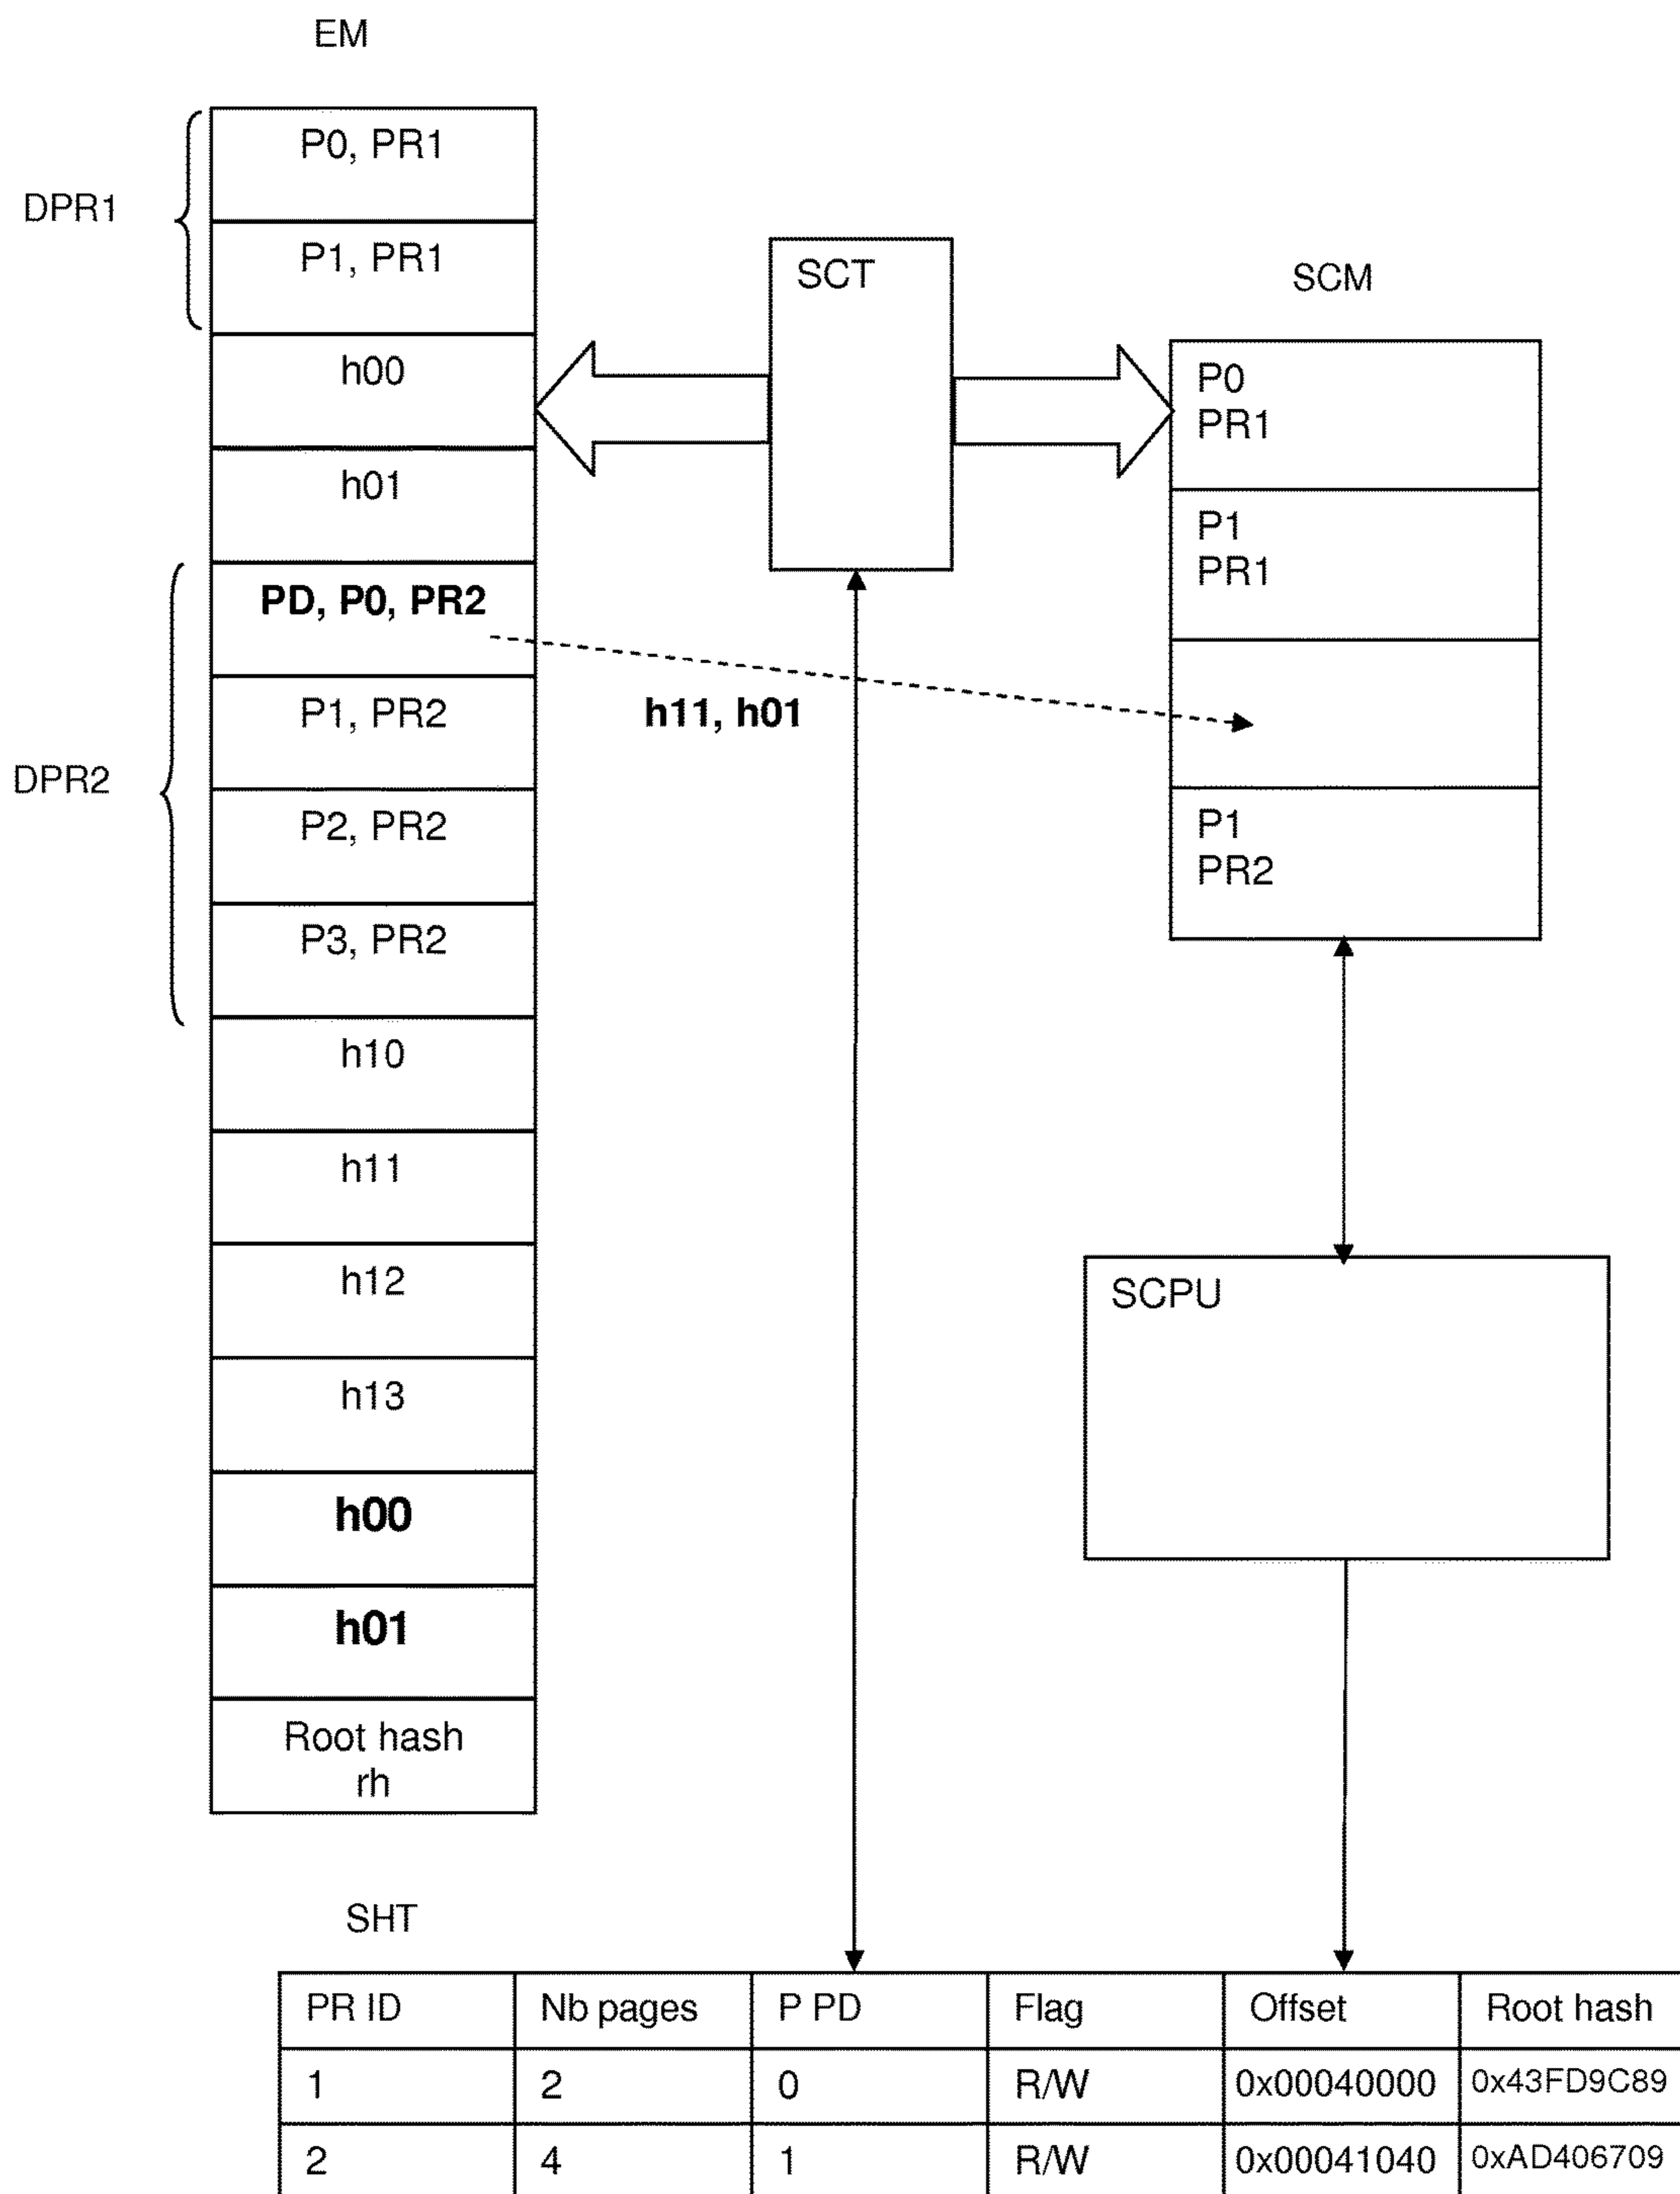 EM
P0, PR1
DPR1
P1, PR1
SCT
SCM
h00
P0
PR1
h01
P1
PR1
PD, P0, PR2
P1, PR2
h11, h01
DPR2
P2, PR2
P1
PR2
P3, PR2
h10
h11
h12
SCPU
h13
h00
h01
Root hash
rh
SHT
PR ID Nb pages P PD Flag Offset Root hash
1 2 0 R/W 0x00040000 0x43FD9C89
2 4 1 R/W 0x00041040 0xAD406709